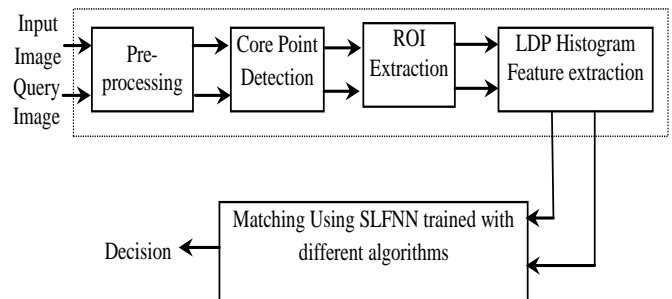 Input
Image
Query
Image
Pre-
processing
Core Point
Detection
ROI
Extraction
LDP Histogram
Feature extraction
Matching Using SLFNN trained with
different algorithms
Decision